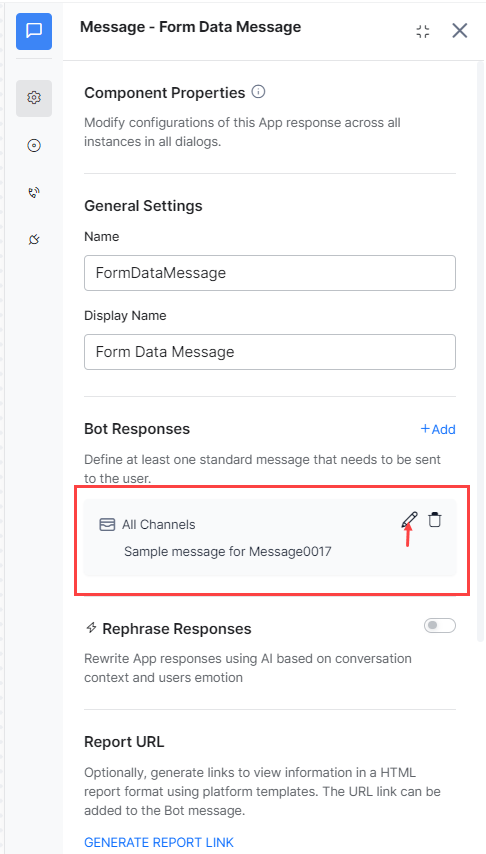 Message - Form Data Message
Component Properties
Modify configurations of this App response across all
instances in all dialogs.
General Settings
Name
FormDataMessage
Display Name
Form Data Message
Bot Responses
+Add
Define at least one standard message that needs to be sent
to the user.
All Channels
Sample message for Message0017
Rephrase Responses
Rewrite App responses using AI based on conversation
context and users emotion
Report URL
Optionally, generate links to view information in a HTML
report format using platform templates. The URL link can be
added to the Bot message.
GENERATE REPORT LINK